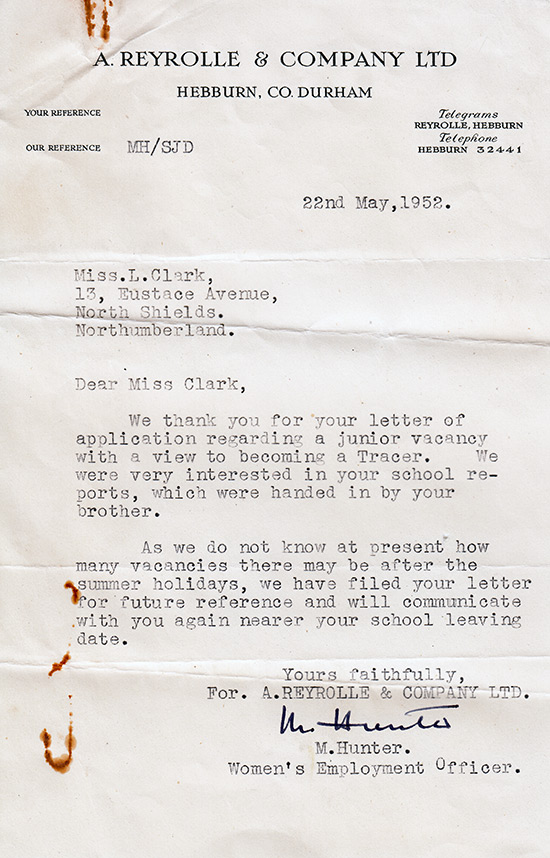 A. REYROLLE & COMPANY LTD
HEBBURN, CO. DURHAM
YOUR REFERENCE
OUR REFERENCE MH/SJD
Telegrams
REYROLLE, HEBBURN
Telephone
HEBBURN 32441
22nd May,1952.
Miss.L.Clark,
13, Eustace Avenue,
North Shields.
Northumberland.
Dear Miss Clark,
We thank you for your letter of
application regarding a junior vacancy
with a view to becoming a Tracer. We
were very interested in your school re-
ports, which were handed in by your
brother.
As we do not know at present how
many vacancies there may be after the
summer holidays, we have filed your letter
for future reference and will communicate
with you again nearer your school leaving
date.
Yours faithfully,
For. A.REYROLLE & COMPANY LTD.
M. Hunter
M.Hunter.
Women's Employment Officer.